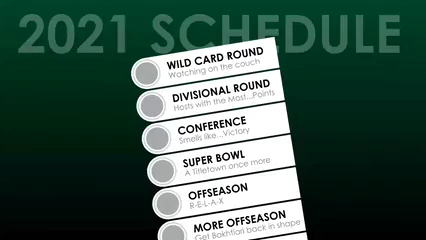 2021 SCHEDULE
WILD CARD ROUND
Watching on the couch
DIVISIONAL ROUND
Hosts with the Most...Points
CONFERENCE
Smells like...Victory
SUPER BOWL
A Titletown once more
OFFSEASON
R-E-L-A-X
MORE OFFSEASON
Get Bakhtiari back in shape